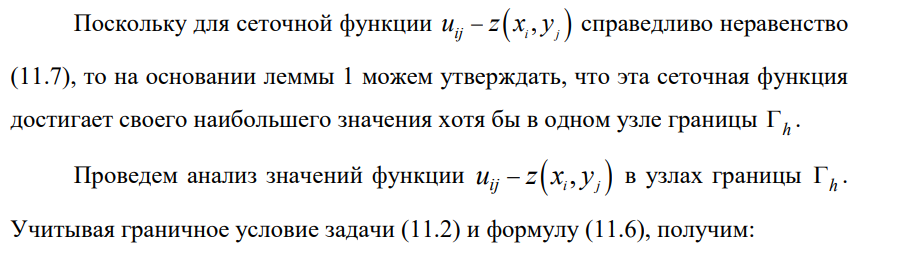 Поскольку для сеточной функции u_{ij} − z(x_i, y_j) справедливо неравенство
(11.7), то на основании леммы 1 можем утверждать, что эта сеточная функция
достигает своего наибольшего значения хотя бы в одном узле границы Γ_h.
Проведем анализ значений функции u_{ij} − z(x_i, y_j) в узлах границы Γ_h.
Учитывая граничное условие задачи (11.2) и формулу (11.6), получим: